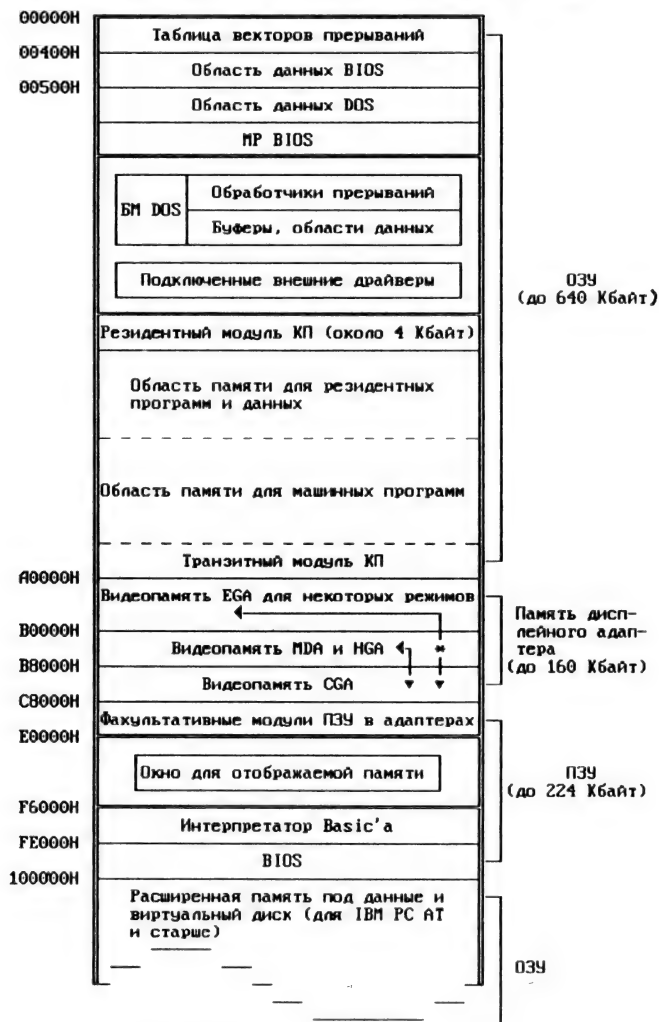 00000H
Таблица векторов прерываний
00400H
Область данных BIOS
00500H
Область данных DOS
МР BIOS
БМ DOS
Обработчики прерываний
Буферы, области данных
Подключенные внешние драйверы
ОЗУ
(до 640 Кбайт)
Резидентный модуль КП (около 4 Кбайт)
Область памяти для резидентных
программ и данных
Область памяти для машинных программ
Транзитный модуль КП
A0000H
Видеопамять EGA для некоторых режимов
B0000H
Видеопамять MDA и HGA
*
B8000H
Видеопамять CGA
Память дисп-
лейного адап-
тера
(до 160 Кбайт)
C8000H
Факультативные модули ПЗУ в адаптерах
E0000H
Окно для отображаемой памяти
ПЗУ
(до 224 Кбайт)
F6000H
Интерпретатор Basic'а
FE000H
BIOS
100000H
Расширенная память под данные и
виртуальный диск (для IBM PC AT
и старше)
ОЗУ